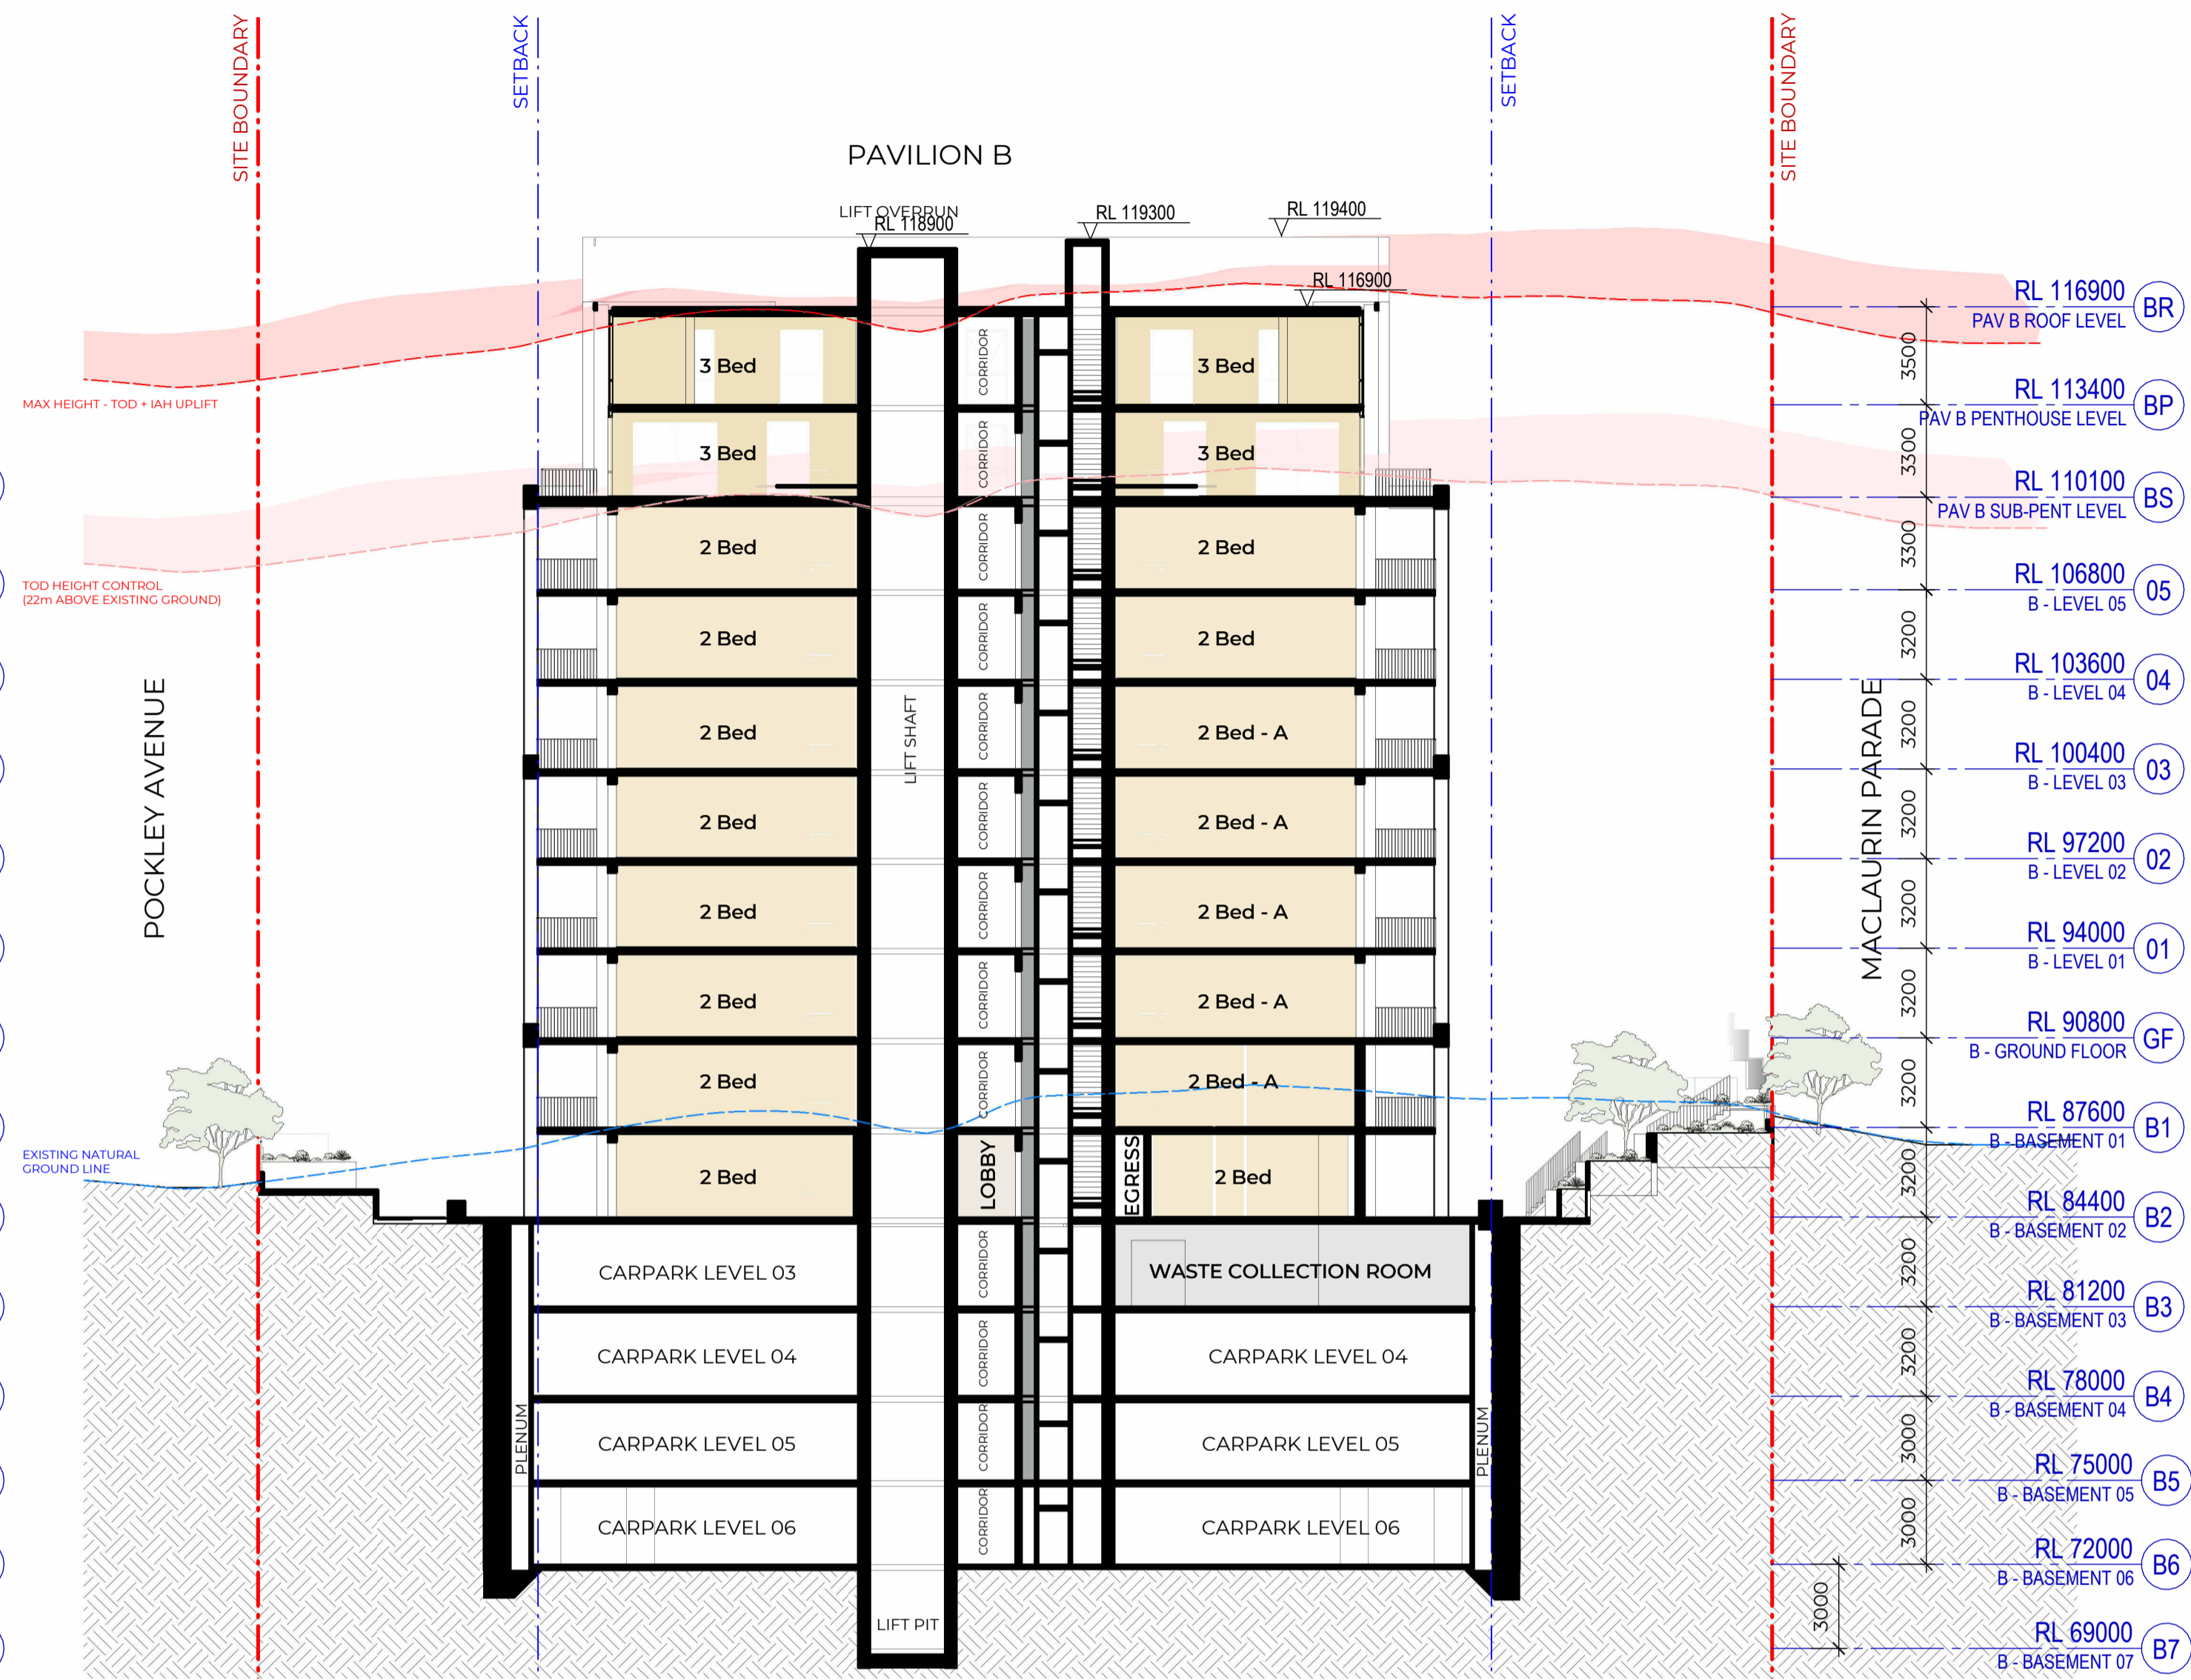 SITE BOUNDARY
SETBACK
SETBACK
SITE BOUNDARY
PAVILION B
LIFT OVERRUN
RL 118900
RL 119300
RL 119400
RL 116900
MAX HEIGHT - TOD + IAH UPLIFT
TOD HEIGHT CONTROL
(22m ABOVE EXISTING GROUND)
EXISTING NATURAL
GROUND LINE
POCKLEY AVENUE
MACLAURIN PARADE
LIFT SHAFT
3 Bed
CORRIDOR
3 Bed
3 Bed
CORRIDOR
3 Bed
2 Bed
CORRIDOR
2 Bed
2 Bed
CORRIDOR
2 Bed
2 Bed
CORRIDOR
2 Bed - A
2 Bed
CORRIDOR
2 Bed - A
2 Bed
CORRIDOR
2 Bed - A
2 Bed
CORRIDOR
2 Bed - A
2 Bed
CORRIDOR
2 Bed - A
2 Bed
LOBBY
EGRESS
2 Bed
CARPARK LEVEL 03
CORRIDOR
WASTE COLLECTION ROOM
CARPARK LEVEL 04
CORRIDOR
CARPARK LEVEL 04
PLENUM
CARPARK LEVEL 05
CORRIDOR
CARPARK LEVEL 05
PLENUM
CARPARK LEVEL 06
CORRIDOR
CARPARK LEVEL 06
LIFT PIT
RL 116900
PAV B ROOF LEVEL
BR
3500
RL 113400
PAV B PENTHOUSE LEVEL
BP
3300
RL 110100
PAV B SUB-PENT LEVEL
BS
3300
RL 106800
B - LEVEL 05
05
3200
RL 103600
B - LEVEL 04
04
3200
RL 100400
B - LEVEL 03
03
3200
RL 97200
B - LEVEL 02
02
3200
RL 94000
B - LEVEL 01
01
3200
RL 90800
B - GROUND FLOOR
GF
3200
RL 87600
B - BASEMENT 01
B1
3200
RL 84400
B - BASEMENT 02
B2
3200
RL 81200
B - BASEMENT 03
B3
3200
RL 78000
B - BASEMENT 04
B4
3000
RL 75000
B - BASEMENT 05
B5
3000
RL 72000
B - BASEMENT 06
B6
3000
RL 69000
B - BASEMENT 07
B7